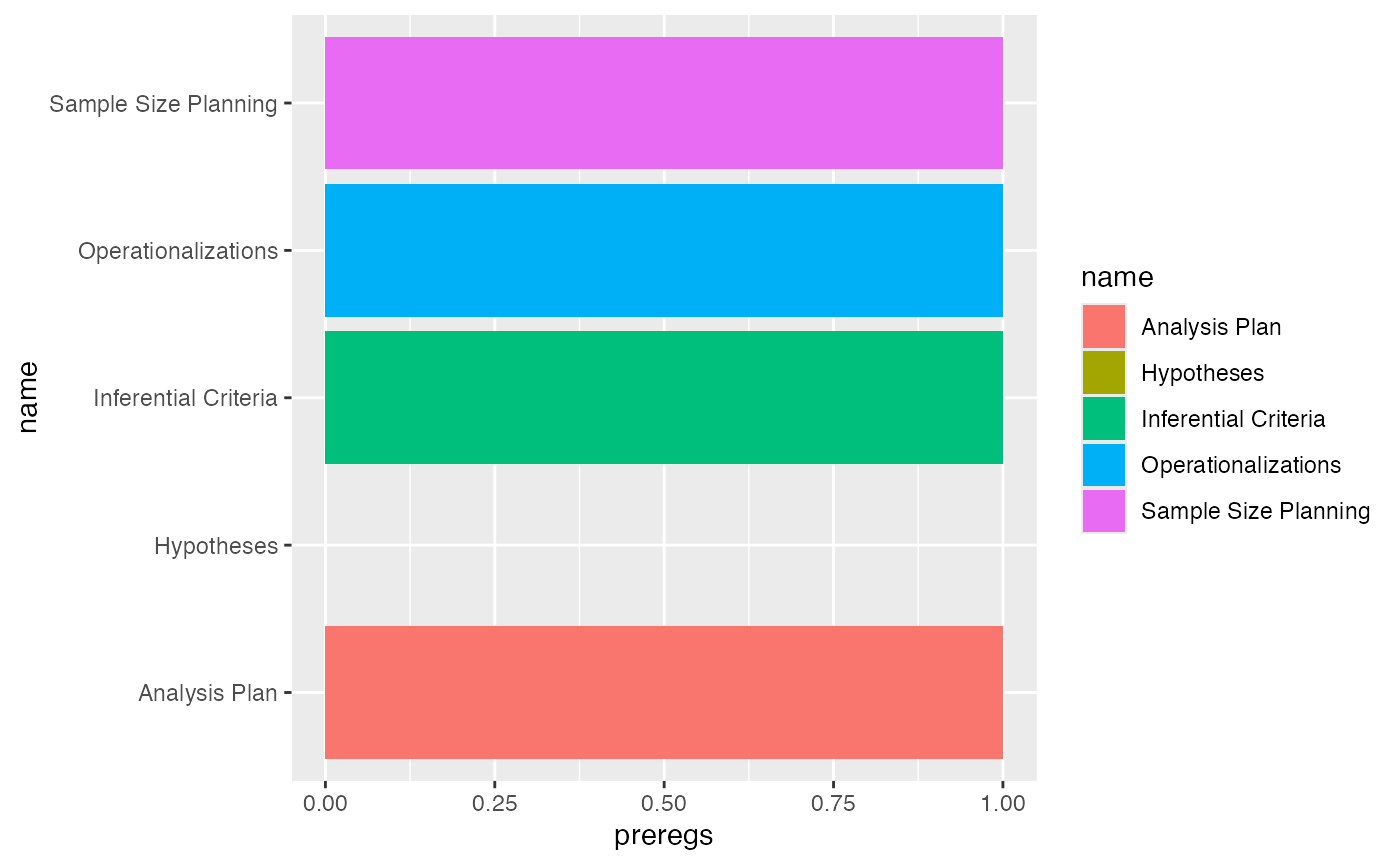 Sample Size Planning
Operationalizations
Inferential Criteria
Hypotheses
Analysis Plan
name
0.00 0.25 0.50 0.75 1.00
preregs
name
Analysis Plan
Hypotheses
Inferential Criteria
Operationalizations
Sample Size Planning